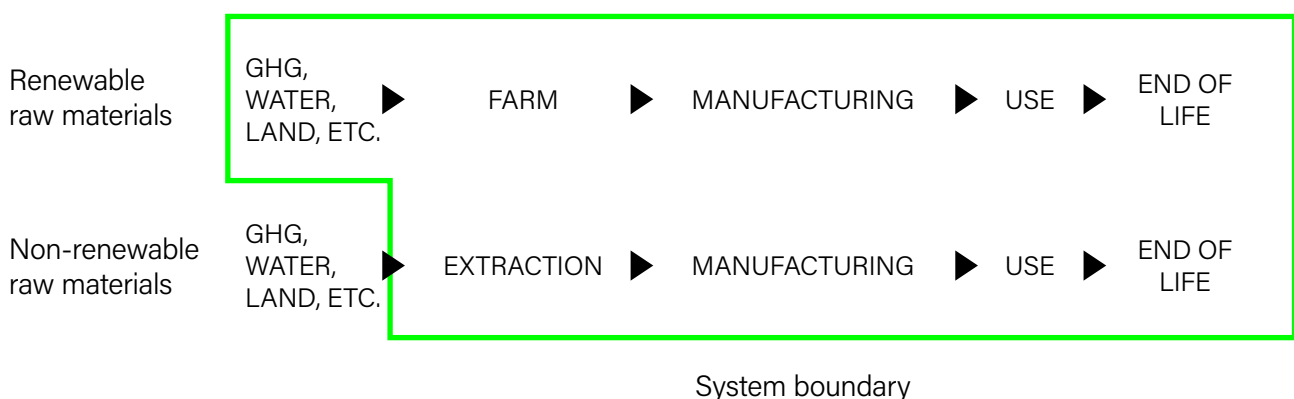 Renewable
raw materials
GHG,
WATER,
LAND, ETC.
FARM
MANUFACTURING
USE
END OF
LIFE
Non-renewable
raw materials
GHG,
WATER,
LAND, ETC.
EXTRACTION
MANUFACTURING
USE
END OF
LIFE
System boundary